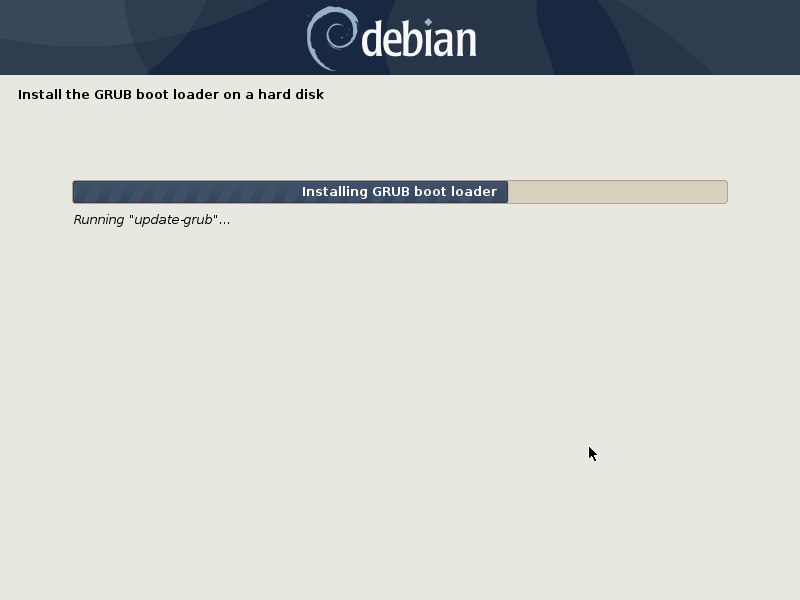 debian
Install the GRUB boot loader on a hard disk
Installing GRUB boot loader
Running "update-grub"...